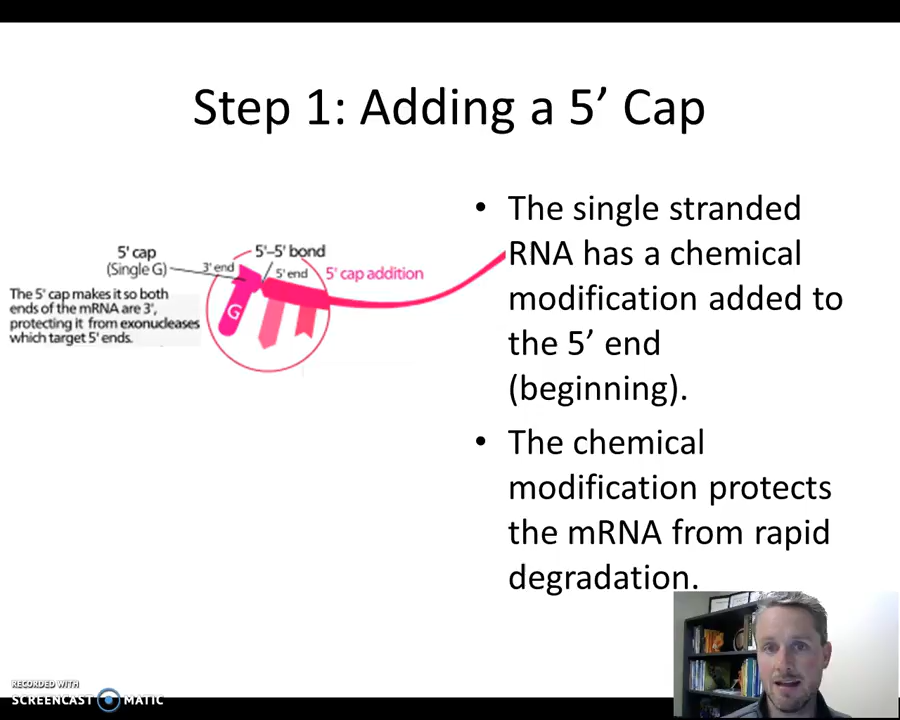 Step 1: Adding a 5’ Cap
5' cap
(Single G)
3' end
5'–5' bond
5' end
5' cap addition
The 5' cap makes it so both
ends of the mRNA are 3',
protecting it from exonucleases
which target 5' ends.
G
• The single stranded
RNA has a chemical
modification added to
the 5’ end
(beginning).
• The chemical
modification protects
the mRNA from rapid
degradation.
RECORDED WITH
SCREENCAST MATIC